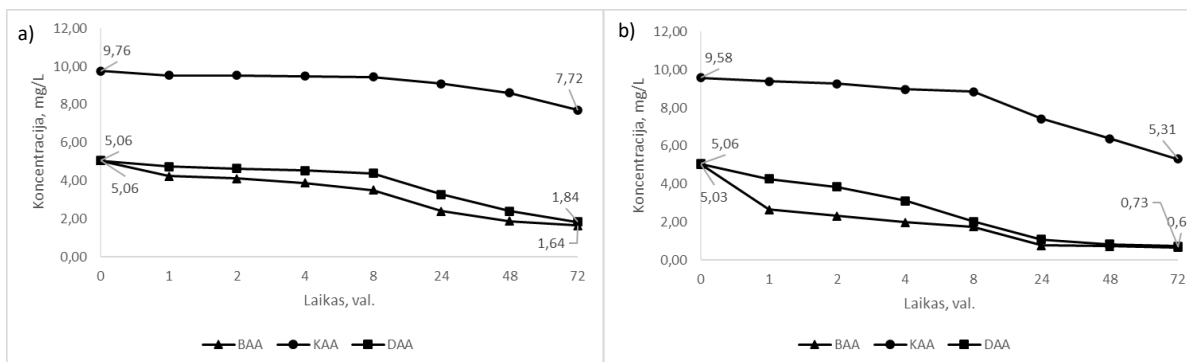 a)
Koncentracija, mg/L
12,00
10,00
8,00
6,00
4,00
2,00
0,00
9,76
7,72
5,06
5,06
1,84
1,64
0 1 2 4 8 24 48 72
Laikas, val.
BAA KAA DAA
b)
Koncentracija, mg/L
12,00
10,00
8,00
6,00
4,00
2,00
0,00
9,58
5,31
5,06
5,03
0,73
0,6
0 1 2 4 8 24 48 72
Laikas, val.
BAA KAA DAA